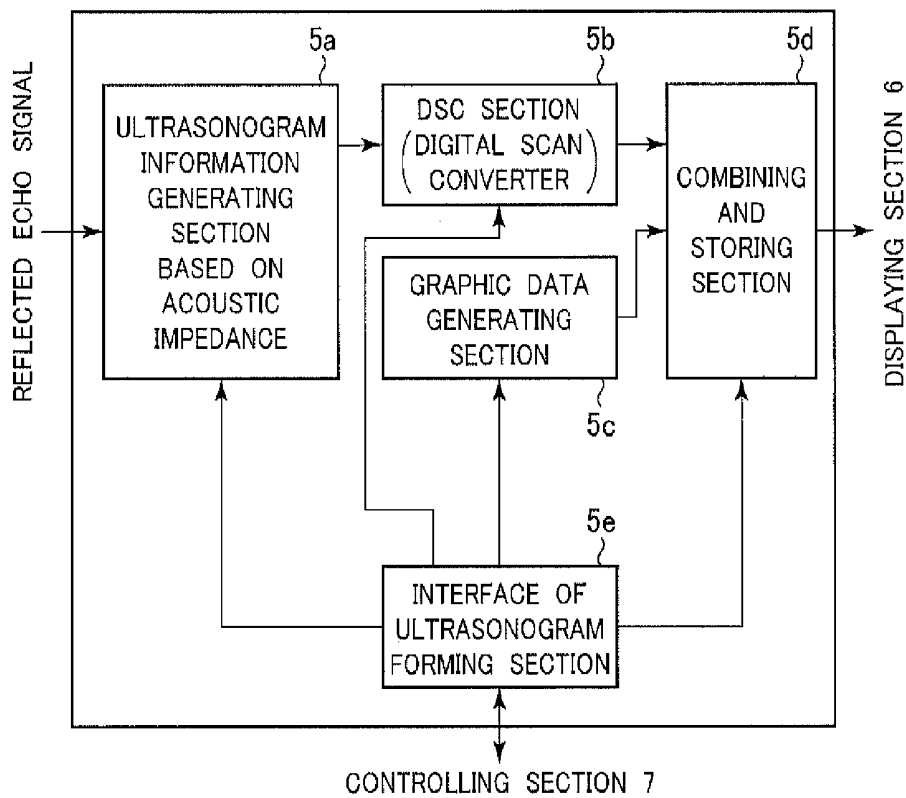 REFLECTED ECHO SIGNAL
5a
ULTRASONOGRAM
INFORMATION
GENERATING
SECTION
BASED ON
ACOUSTIC
IMPEDANCE
5b
DSC SECTION
(DIGITAL SCAN
CONVERTER)
GRAPHIC DATA
GENERATING
SECTION
5c
5d
COMBINING
AND
STORING
SECTION
DISPLAYING SECTION 6
5e
INTERFACE OF
ULTRASONOGRAM
FORMING SECTION
CONTROLLING SECTION 7